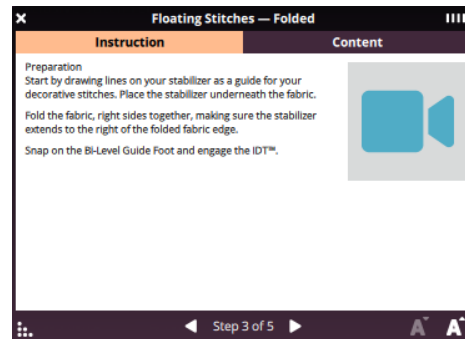 Floating Stitches — Folded
Instruction
Content
Preparation
Start by drawing lines on your stabilizer as a guide for your
decorative stitches. Place the stabilizer underneath the fabric.
Fold the fabric, right sides together, making sure the stabilizer
extends to the right of the folded fabric edge.
Snap on the Bi-Level Guide Foot and engage the IDT™.
Step 3 of 5
A A